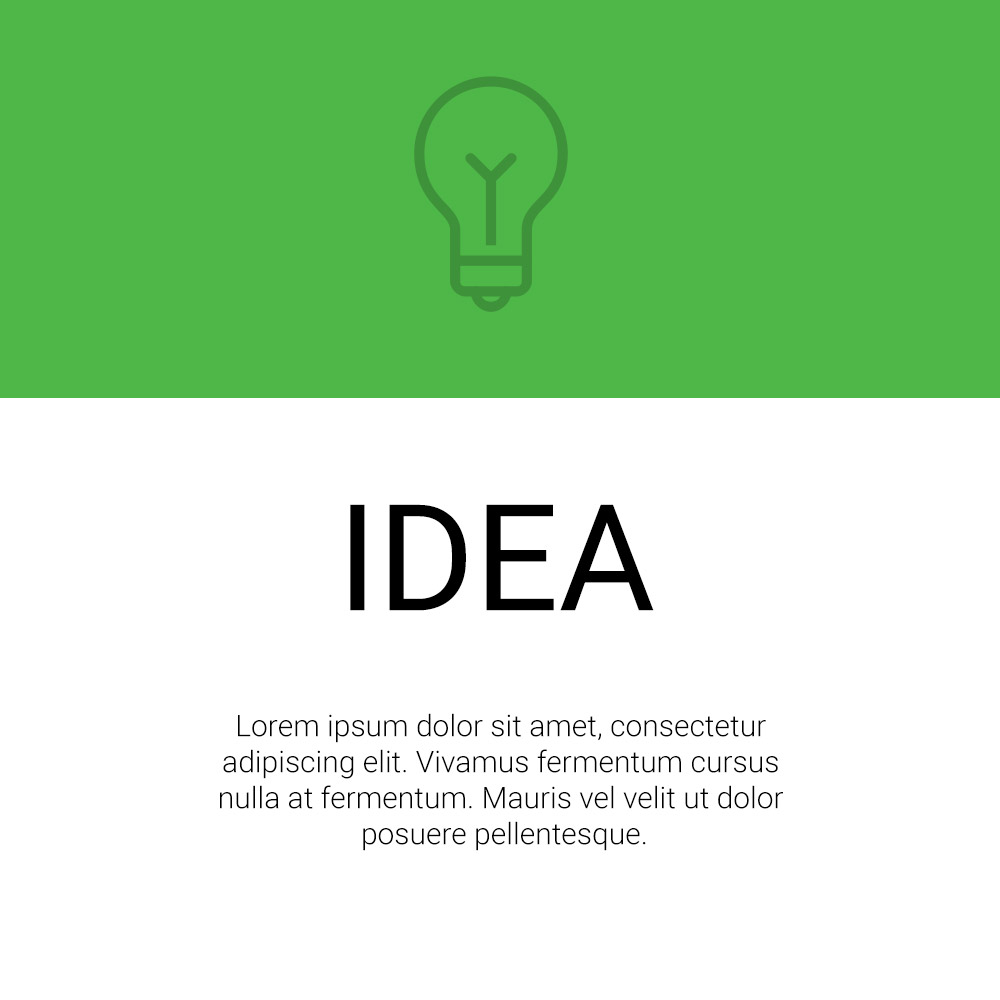 IDEA
Lorem ipsum dolor sit amet, consectetur
adipiscing elit. Vivamus fermentum cursus
nulla at fermentum. Mauris vel velit ut dolor
posuere pellentesque.